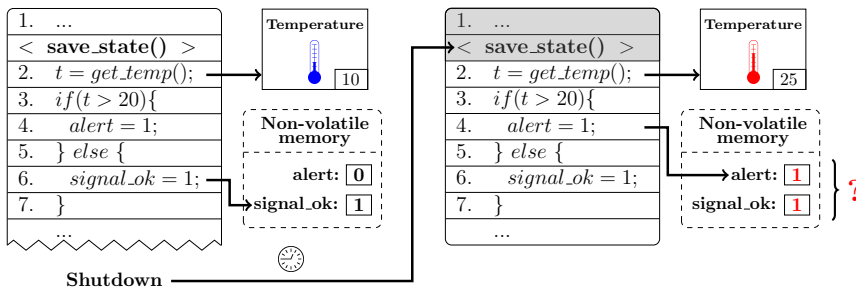 1. ...
< save_state() >
2. t = get_temp();
3. if(t > 20){
4. alert = 1;
5. } else {
6. signal_ok = 1;
7. }
...
Temperature
10
Non-volatile
memory
alert: 0
signal_ok: 1
Shutdown
1. ...
< save_state() >
2. t = get_temp();
3. if(t > 20){
4. alert = 1;
5. } else {
6. signal_ok = 1;
7. }
...
Temperature
25
Non-volatile
memory
alert: 1
signal_ok: 1
?